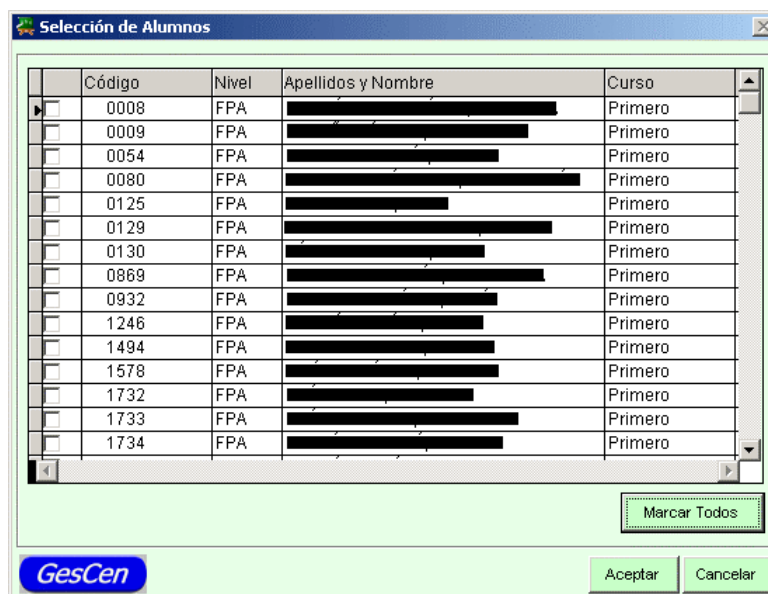 Selección de Alumnos
Código Nivel Apellidos y Nombre Curso
0008 FPA Primero
0009 FPA Primero
0054 FPA Primero
0080 FPA Primero
0125 FPA Primero
0129 FPA Primero
0130 FPA Primero
0869 FPA Primero
0932 FPA Primero
1246 FPA Primero
1494 FPA Primero
1578 FPA Primero
1732 FPA Primero
1733 FPA Primero
1734 FPA Primero
Marcar Todos
GesCen Aceptar Cancelar